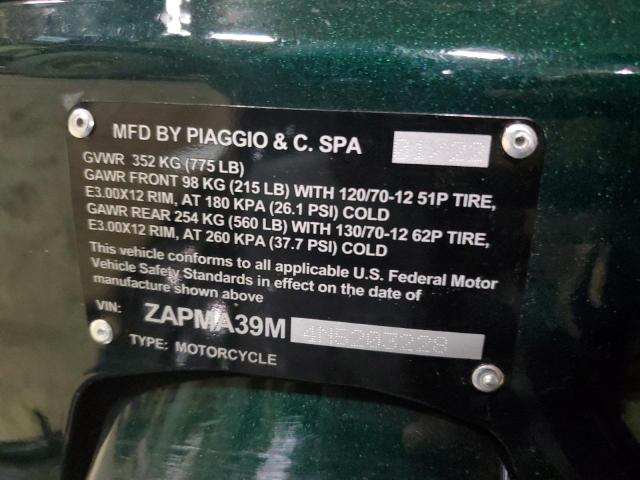 MFD BY PIAGGIO & C. SPA
GVWR 352 KG (775 LB)
GAWR FRONT 98 KG (215 LB) WITH 120/70-12 51P TIRE,
E3.00X12 RIM, AT 180 KPA (26.1 PSI) COLD
GAWR REAR 254 KG (560 LB) WITH 130/70-12 62P TIRE,
E3.00X12 RIM, AT 260 KPA (37.7 PSI) COLD
This vehicle conforms to all applicable U.S. Federal Motor
Vehicle Safety Standards in effect on the date of
manufacture shown above
VIN: ZAPMA39M 4N5203228
TYPE: MOTORCYCLE